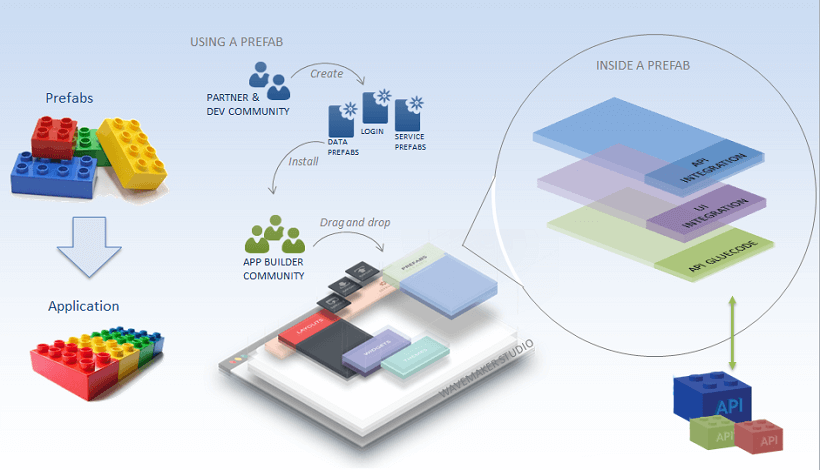 USING A PREFAB
Create
PARTNER &
DEV COMMUNITY
DATA
PREFABS
LOGIN
SERVICE
PREFABS
Install
APP BUILDER
COMMUNITY
Drag and drop
Prefabs
Application
PREFABS
LAYOUTS
WIDGETS
WAVEMAKER STUDIO
INSIDE A PREFAB
API
INTEGRATION
UI
INTEGRATION
API GLUECODE
API
API
API